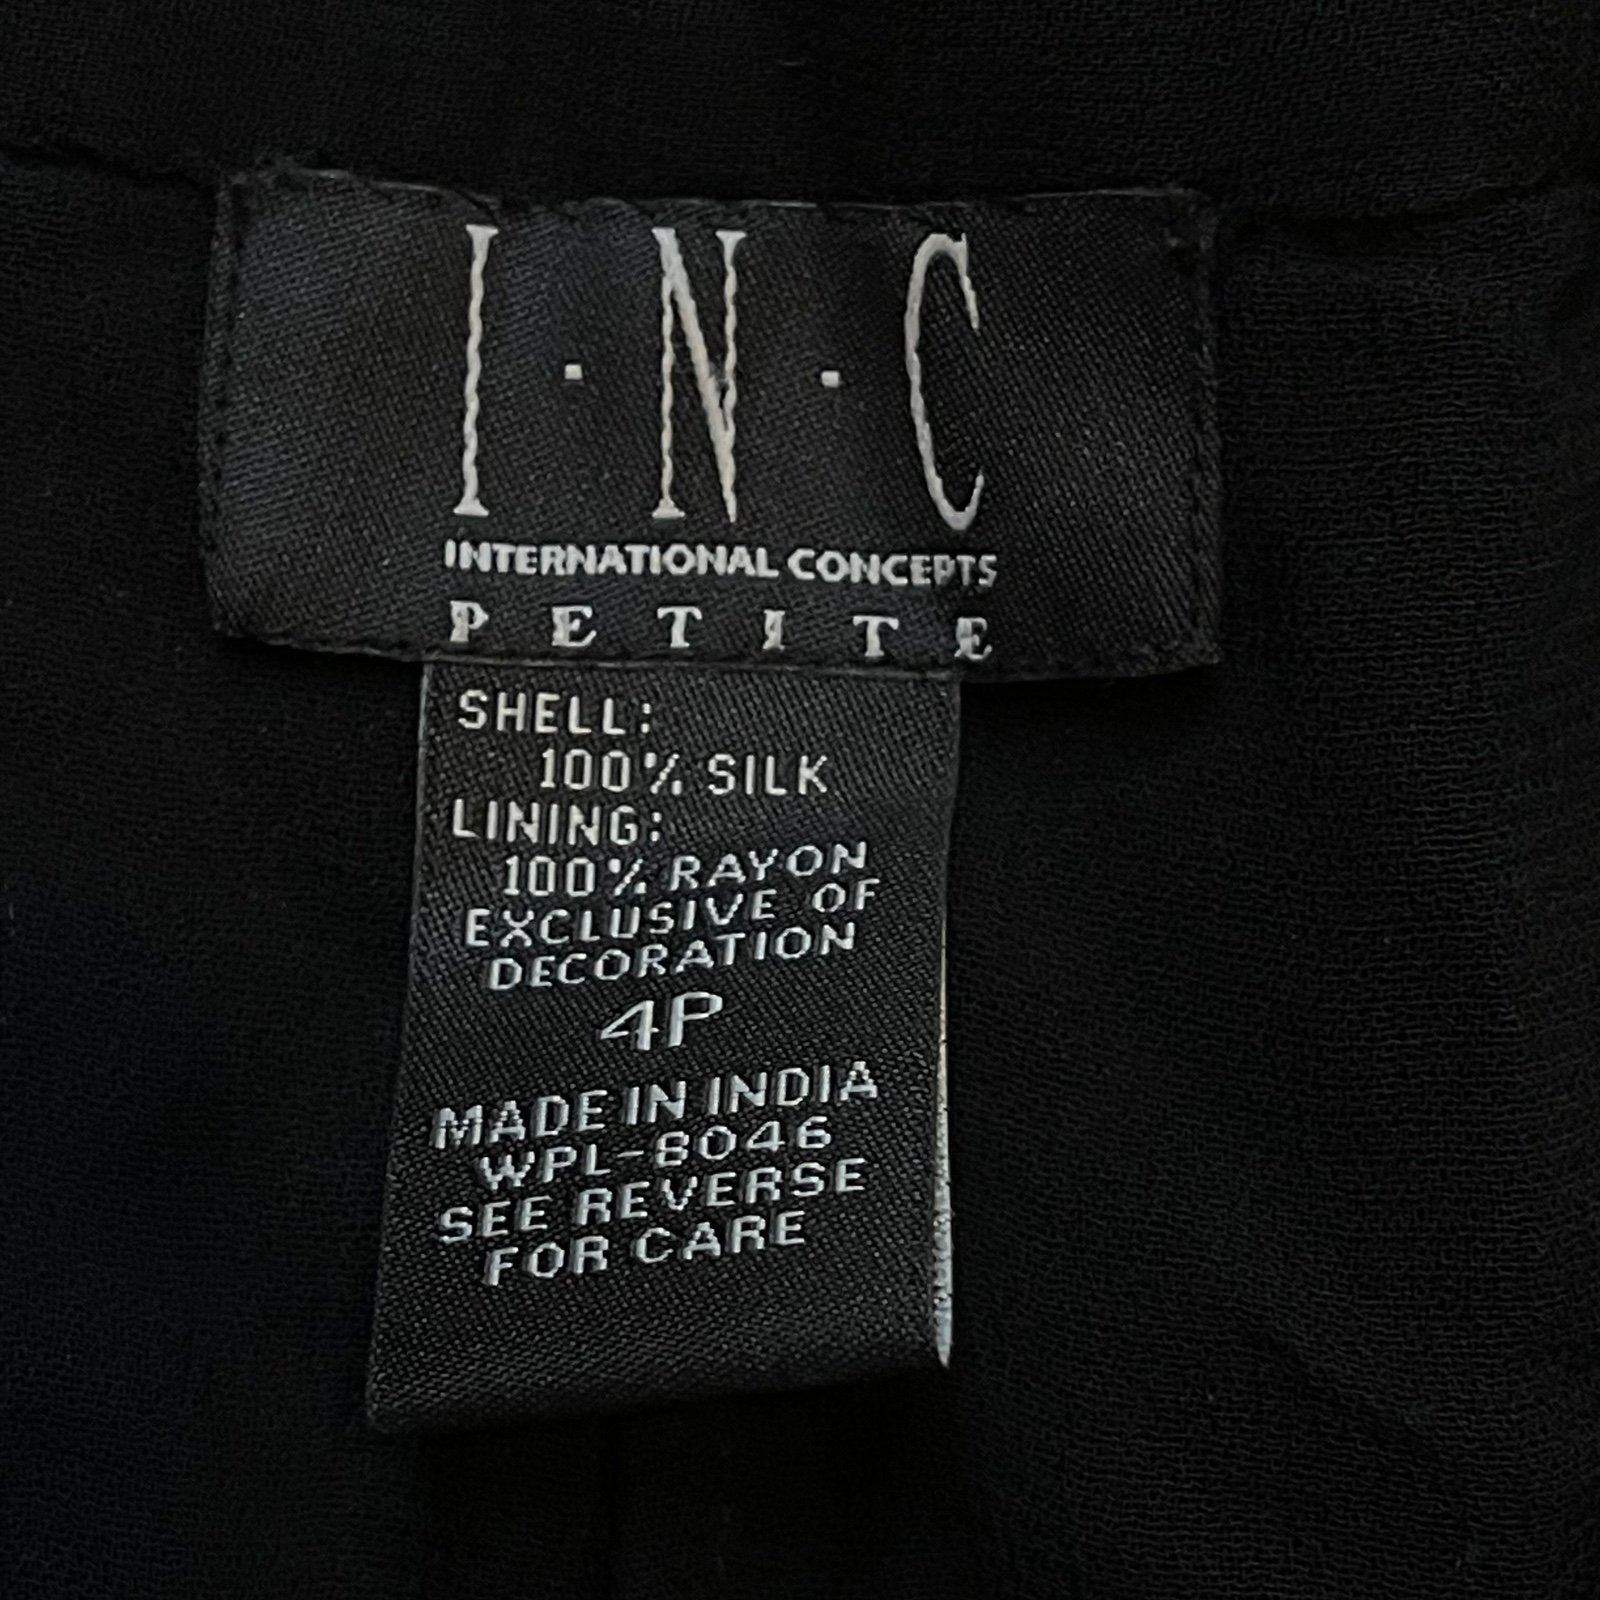 I·N·C
INTERNATIONAL CONCEPTS
PETITE
SHELL:
100% SILK
LINING:
100% RAYON
EXCLUSIVE OF
DECORATION
4P
MADE IN INDIA
WPL-8046
SEE REVERSE
FOR CARE